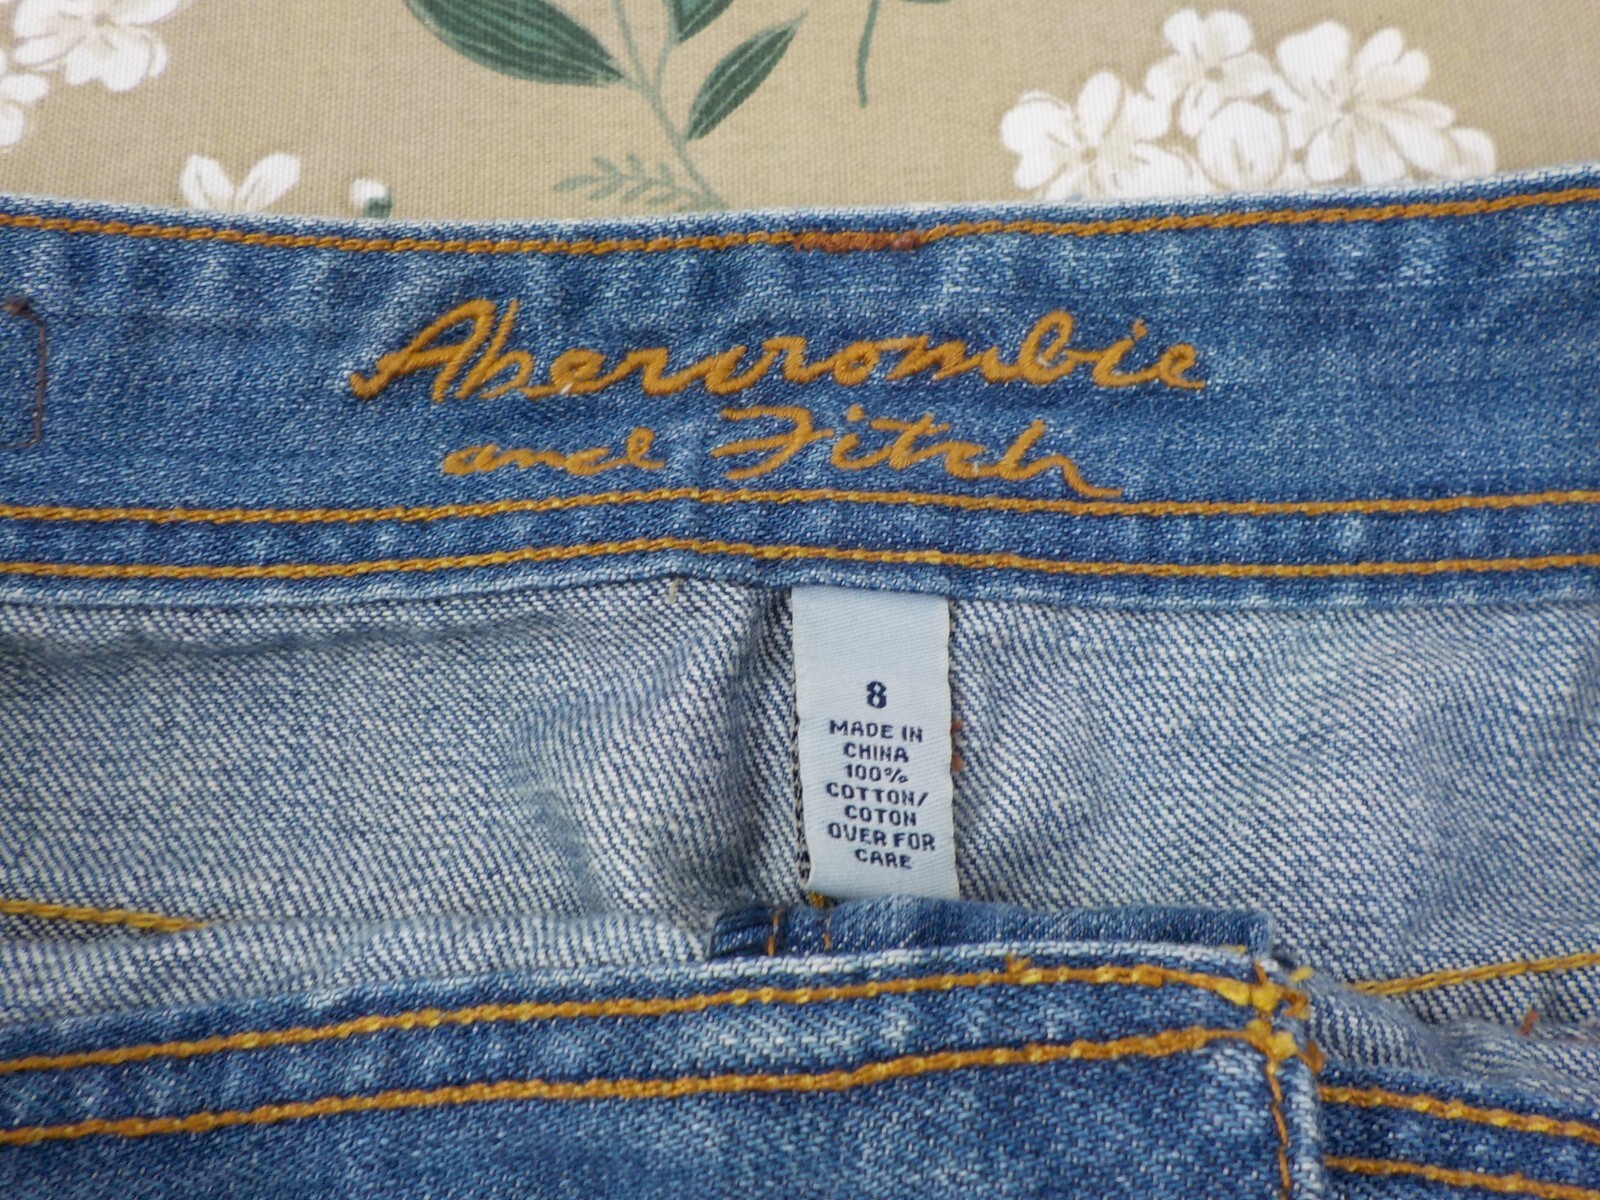 Abercrombie
and Fitch
8
MADE IN
CHINA
100%
COTTON/
COTON
OVER FOR
CARE